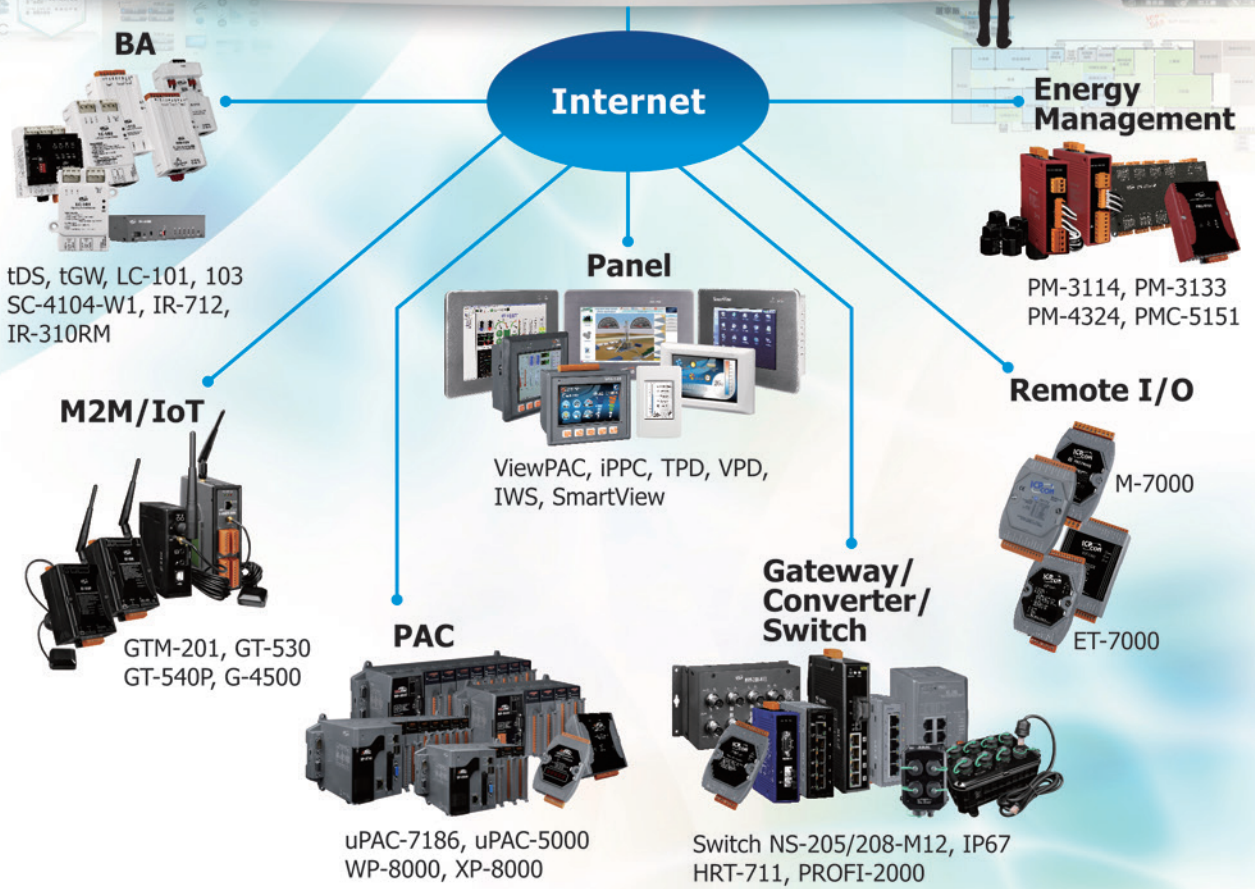 BA
Internet
Energy
Management
tDS, tGW, LC-101, 103
SC-4104-W1, IR-712,
IR-310RM
Panel
PM-3114, PM-3133
PM-4324, PMC-5151
M2M/IoT
ViewPAC, iPPC, TPD, VPD,
IWS, SmartView
Remote I/O
M-7000
ET-7000
GTM-201, GT-530
GT-540P, G-4500
PAC
Gateway/
Converter/
Switch
uPAC-7186, uPAC-5000
WP-8000, XP-8000
Switch NS-205/208-M12, IP67
HRT-711, PROFI-2000